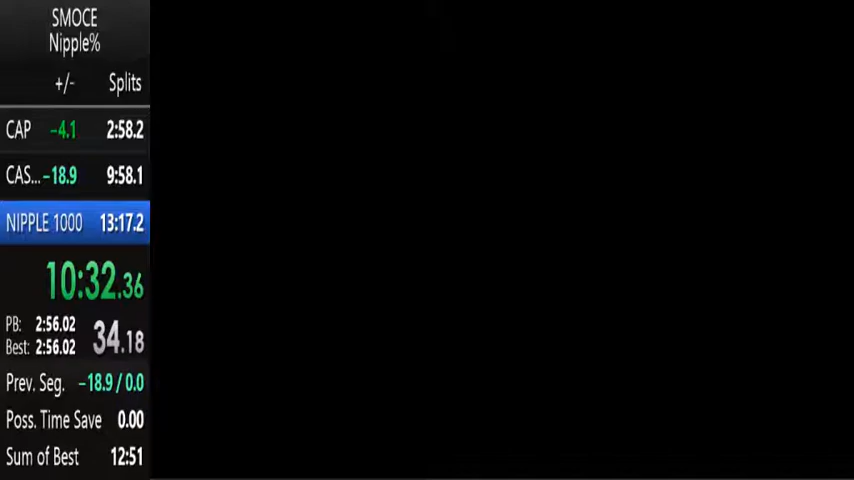 SMOCE
Nipple%
+/- Splits
CAP -4.1 2:58.2
CAS... -18.9 9:58.1
NIPPLE 1000 13:17.2
10:32.36
PB: 2:56.02
Best: 2:56.02
34.18
Prev. Seg. -18.9 / 0.0
Poss. Time Save 0.00
Sum of Best 12:51